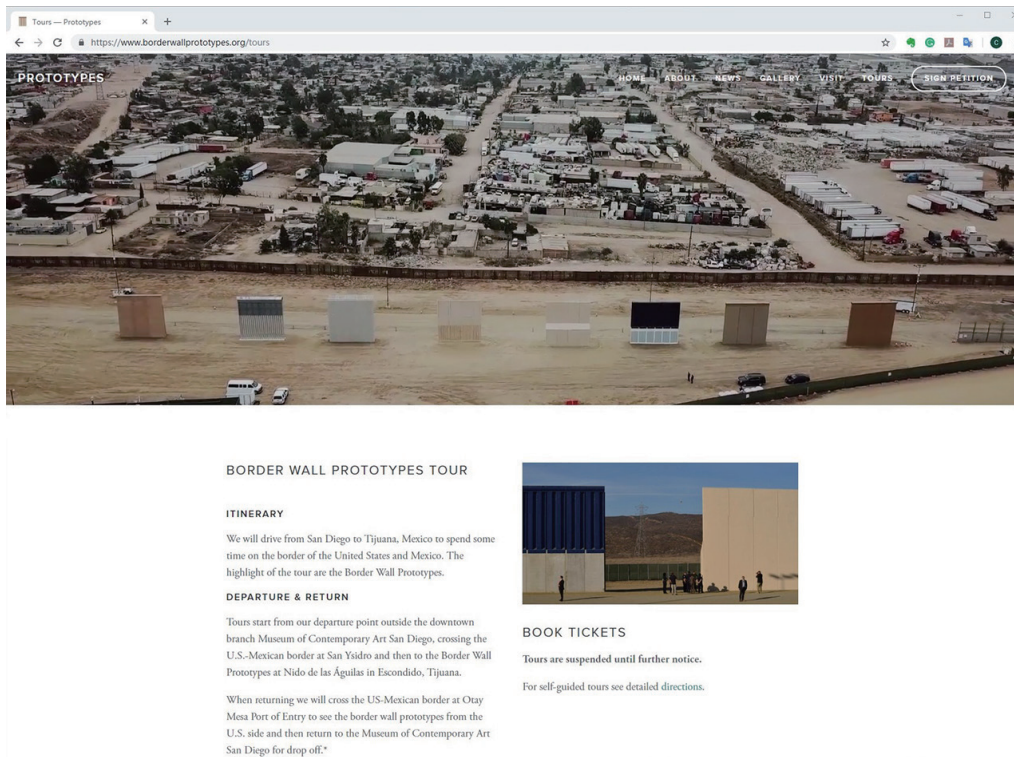 Tours — Prototypes
https://www.borderwallprototypes.org/tours
PROTOTYPES
HOME ABOUT NEWS GALLERY VISIT TOURS SIGN PETITION
BORDER WALL PROTOTYPES TOUR
ITINERARY
We will drive from San Diego to Tijuana, Mexico to spend some
time on the border of the United States and Mexico. The
highlight of the tour are the Border Wall Prototypes.
DEPARTURE & RETURN
Tours start from our departure point outside the downtown
branch Museum of Contemporary Art San Diego, crossing the
U.S.-Mexican border at San Ysidro and then to the Border Wall
Prototypes at Nido de las Águilas in Escondido, Tijuana.
When returning we will cross the US-Mexican border at Otay
Mesa Port of Entry to see the border wall prototypes from the
U.S. side and then return to the Museum of Contemporary Art
San Diego for drop off.*
BOOK TICKETS
Tours are suspended until further notice.
For self-guided tours see detailed directions.